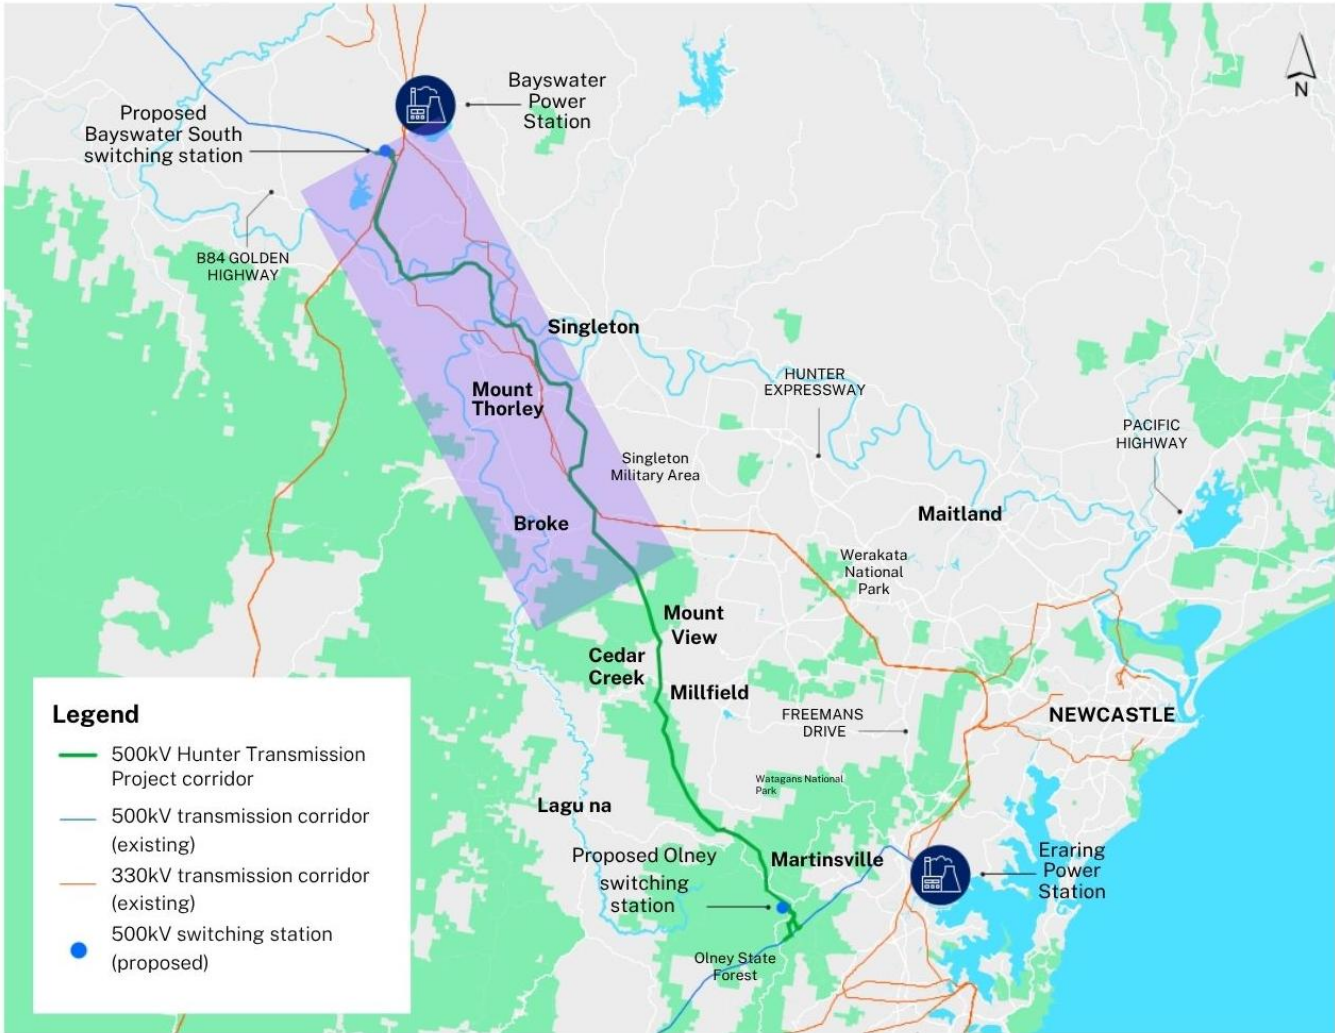 Bayswater
Power
Station
Proposed
Bayswater South
switching station
N
B84 GOLDEN
HIGHWAY
Singleton
HUNTER
EXPRESSWAY
Mount
Thorley
PACIFIC
HIGHWAY
Singleton
Military Area
Broke
Maitland
Werakata
National
Park
Mount
View
Cedar
Creek
Millfield
FREEMANS
DRIVE
NEWCASTLE
Watagans National
Park
Lagu na
Proposed Olney
switching
station
Martinsville
Eraring
Power
Station
Olney State
Forest
Legend
500kV Hunter Transmission
Project corridor
500kV transmission corridor
(existing)
330kV transmission corridor
(existing)
500kV switching station
(proposed)